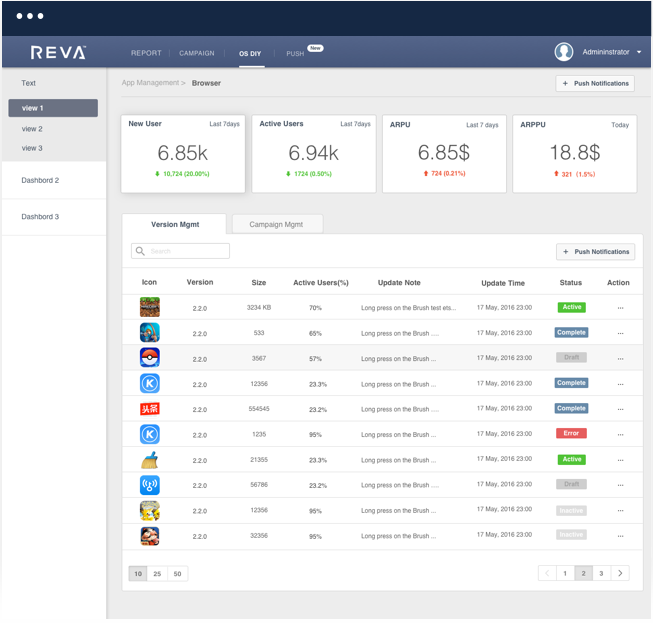 REVA™ REPORT CAMPAIGN OS DIY PUSH New Admininstrator
Text
view 1
view 2
view 3
Dashbord 2
Dashbord 3
App Management > Browser + Push Notifications
New User Last 7days
6.85k
10,724 (20.00%)
Active Users Last 7days
6.94k
1724 (0.50%)
ARPU Last 7 days
6.85$
724 (0.21%)
ARPPU Today
18.8$
321 (1.5%)
Version Mgmt Campaign Mgmt
Search + Push Notifications
Icon Version Size Active Users(%) Update Note Update Time Status Action
2.2.0 3234 KB 70% Long press on the Brush test ets... 17 May, 2016 23:00 Active ...
2.2.0 533 65% Long press on the Brush .... 17 May, 2016 23:00 Complete ...
2.2.0 3567 57% Long press on the Brush ... 17 May, 2016 23:00 Draft ...
K 2.2.0 12356 23.3% Long press on the Brush ... 17 May, 2016 23:00 Complete ...
头条 2.2.0 554545 23.2% Long press on the Brush .... 17 May, 2016 23:00 Complete ...
K 2.2.0 1235 95% Long press on the Brush ... 17 May, 2016 23:00 Error ...
2.2.0 21355 23.3% Long press on the Brush .... 17 May, 2016 23:00 Active ...
2.2.0 56786 23.2% Long press on the Brush .... 17 May, 2016 23:00 Draft ...
2.2.0 12356 95% Long press on the Brush ... 17 May, 2016 23:00 Inactive ...
2.2.0 32356 95% Long press on the Brush ... 17 May, 2016 23:00 Inactive ...
10 25 50 < 1 2 3 >